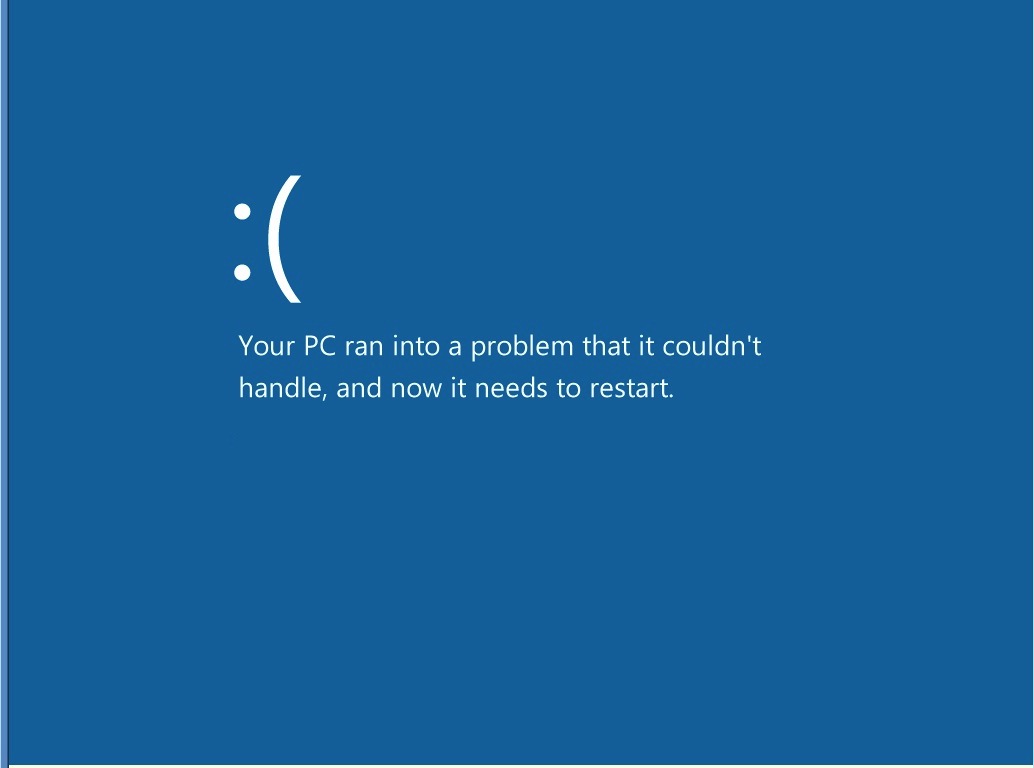 :(
Your PC ran into a problem that it couldn't
handle, and now it needs to restart.